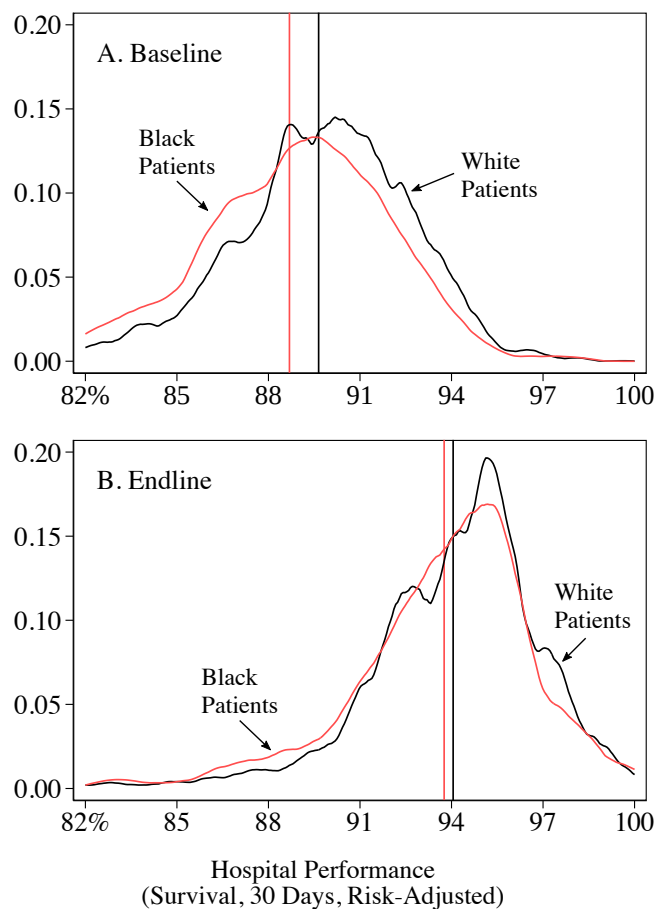 0.20
A. Baseline
0.15
Black
Patients
White
Patients
0.10
0.05
0.00
82% 85 88 91 94 97 100
0.20
B. Endline
0.15
White
Patients
0.10
Black
Patients
0.05
0.00
82% 85 88 91 94 97 100
Hospital Performance
(Survival, 30 Days, Risk-Adjusted)